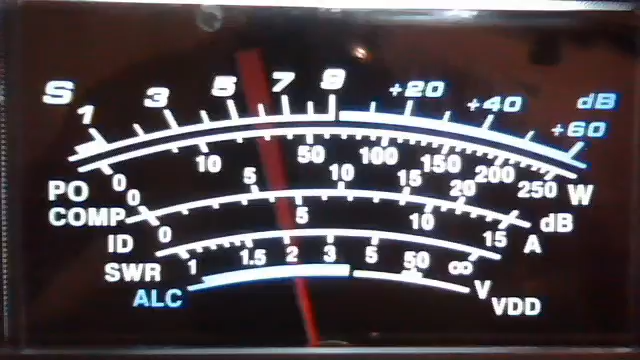 S 1 3 5 7 9 +20 +40 +60 dB
PO 0 10 50 100 150 200 250 W
COMP 0 5 10 15 20 dB
ID 0 5 10 15 A
SWR 1 1.5 2 3 5 50 ∞
ALC V VDD